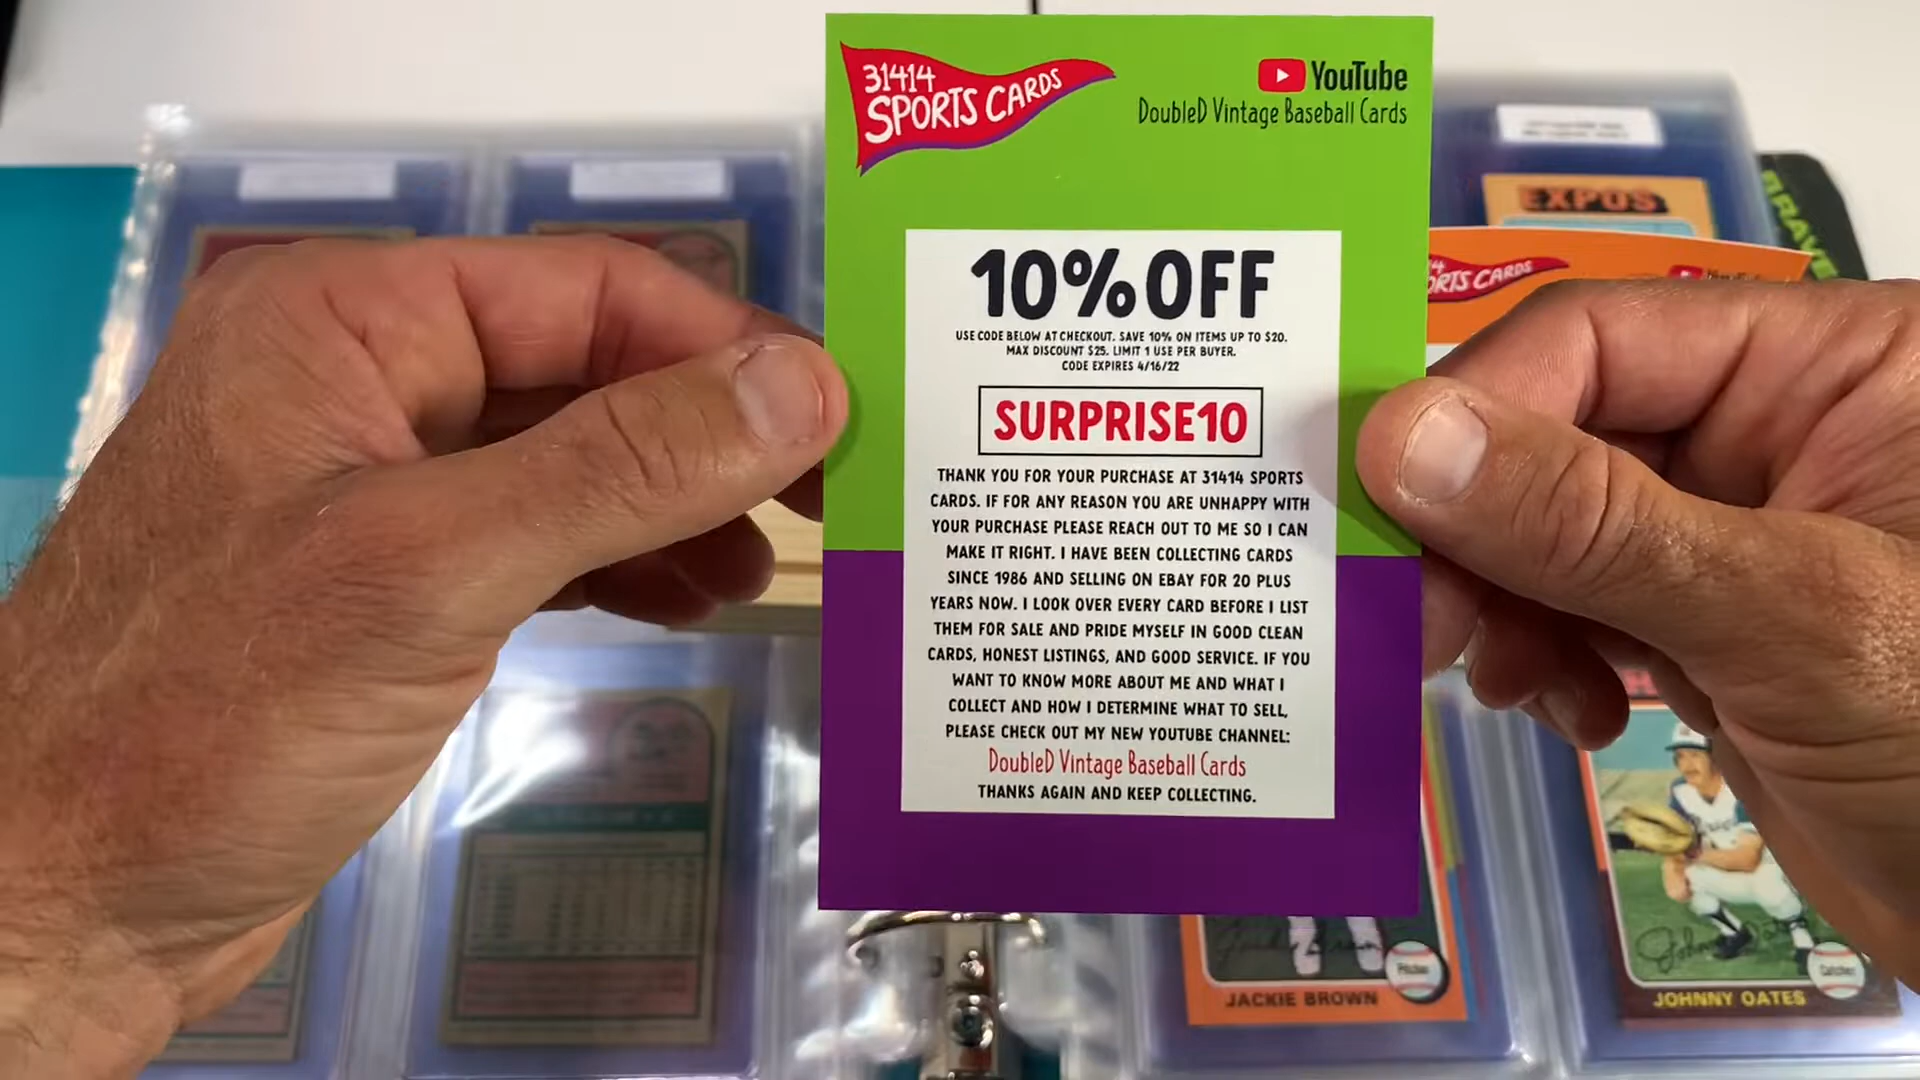 31414
SPORTS CARDS
YouTube
DoubleD Vintage Baseball Cards
10% OFF
USE CODE BELOW AT CHECKOUT. SAVE 10% ON ITEMS UP TO $20.
MAX DISCOUNT $25. LIMIT 1 USE PER BUYER.
CODE EXPIRES 4/16/22
SURPRISE10
THANK YOU FOR YOUR PURCHASE AT 31414 SPORTS
CARDS. IF FOR ANY REASON YOU ARE UNHAPPY WITH
YOUR PURCHASE PLEASE REACH OUT TO ME SO I CAN
MAKE IT RIGHT. I HAVE BEEN COLLECTING CARDS
SINCE 1986 AND SELLING ON EBAY FOR 20 PLUS
YEARS NOW. I LOOK OVER EVERY CARD BEFORE I LIST
THEM FOR SALE AND PRIDE MYSELF IN GOOD CLEAN
CARDS, HONEST LISTINGS, AND GOOD SERVICE. IF YOU
WANT TO KNOW MORE ABOUT ME AND WHAT I
COLLECT AND HOW I DETERMINE WHAT TO SELL,
PLEASE CHECK OUT MY NEW YOUTUBE CHANNEL:
DoubleD Vintage Baseball Cards
THANKS AGAIN AND KEEP COLLECTING.
EXPOS
BRAVE
CARDS
Pitcher
JACKIE BROWN
Johnny Oates
Catcher
JOHNNY OATES